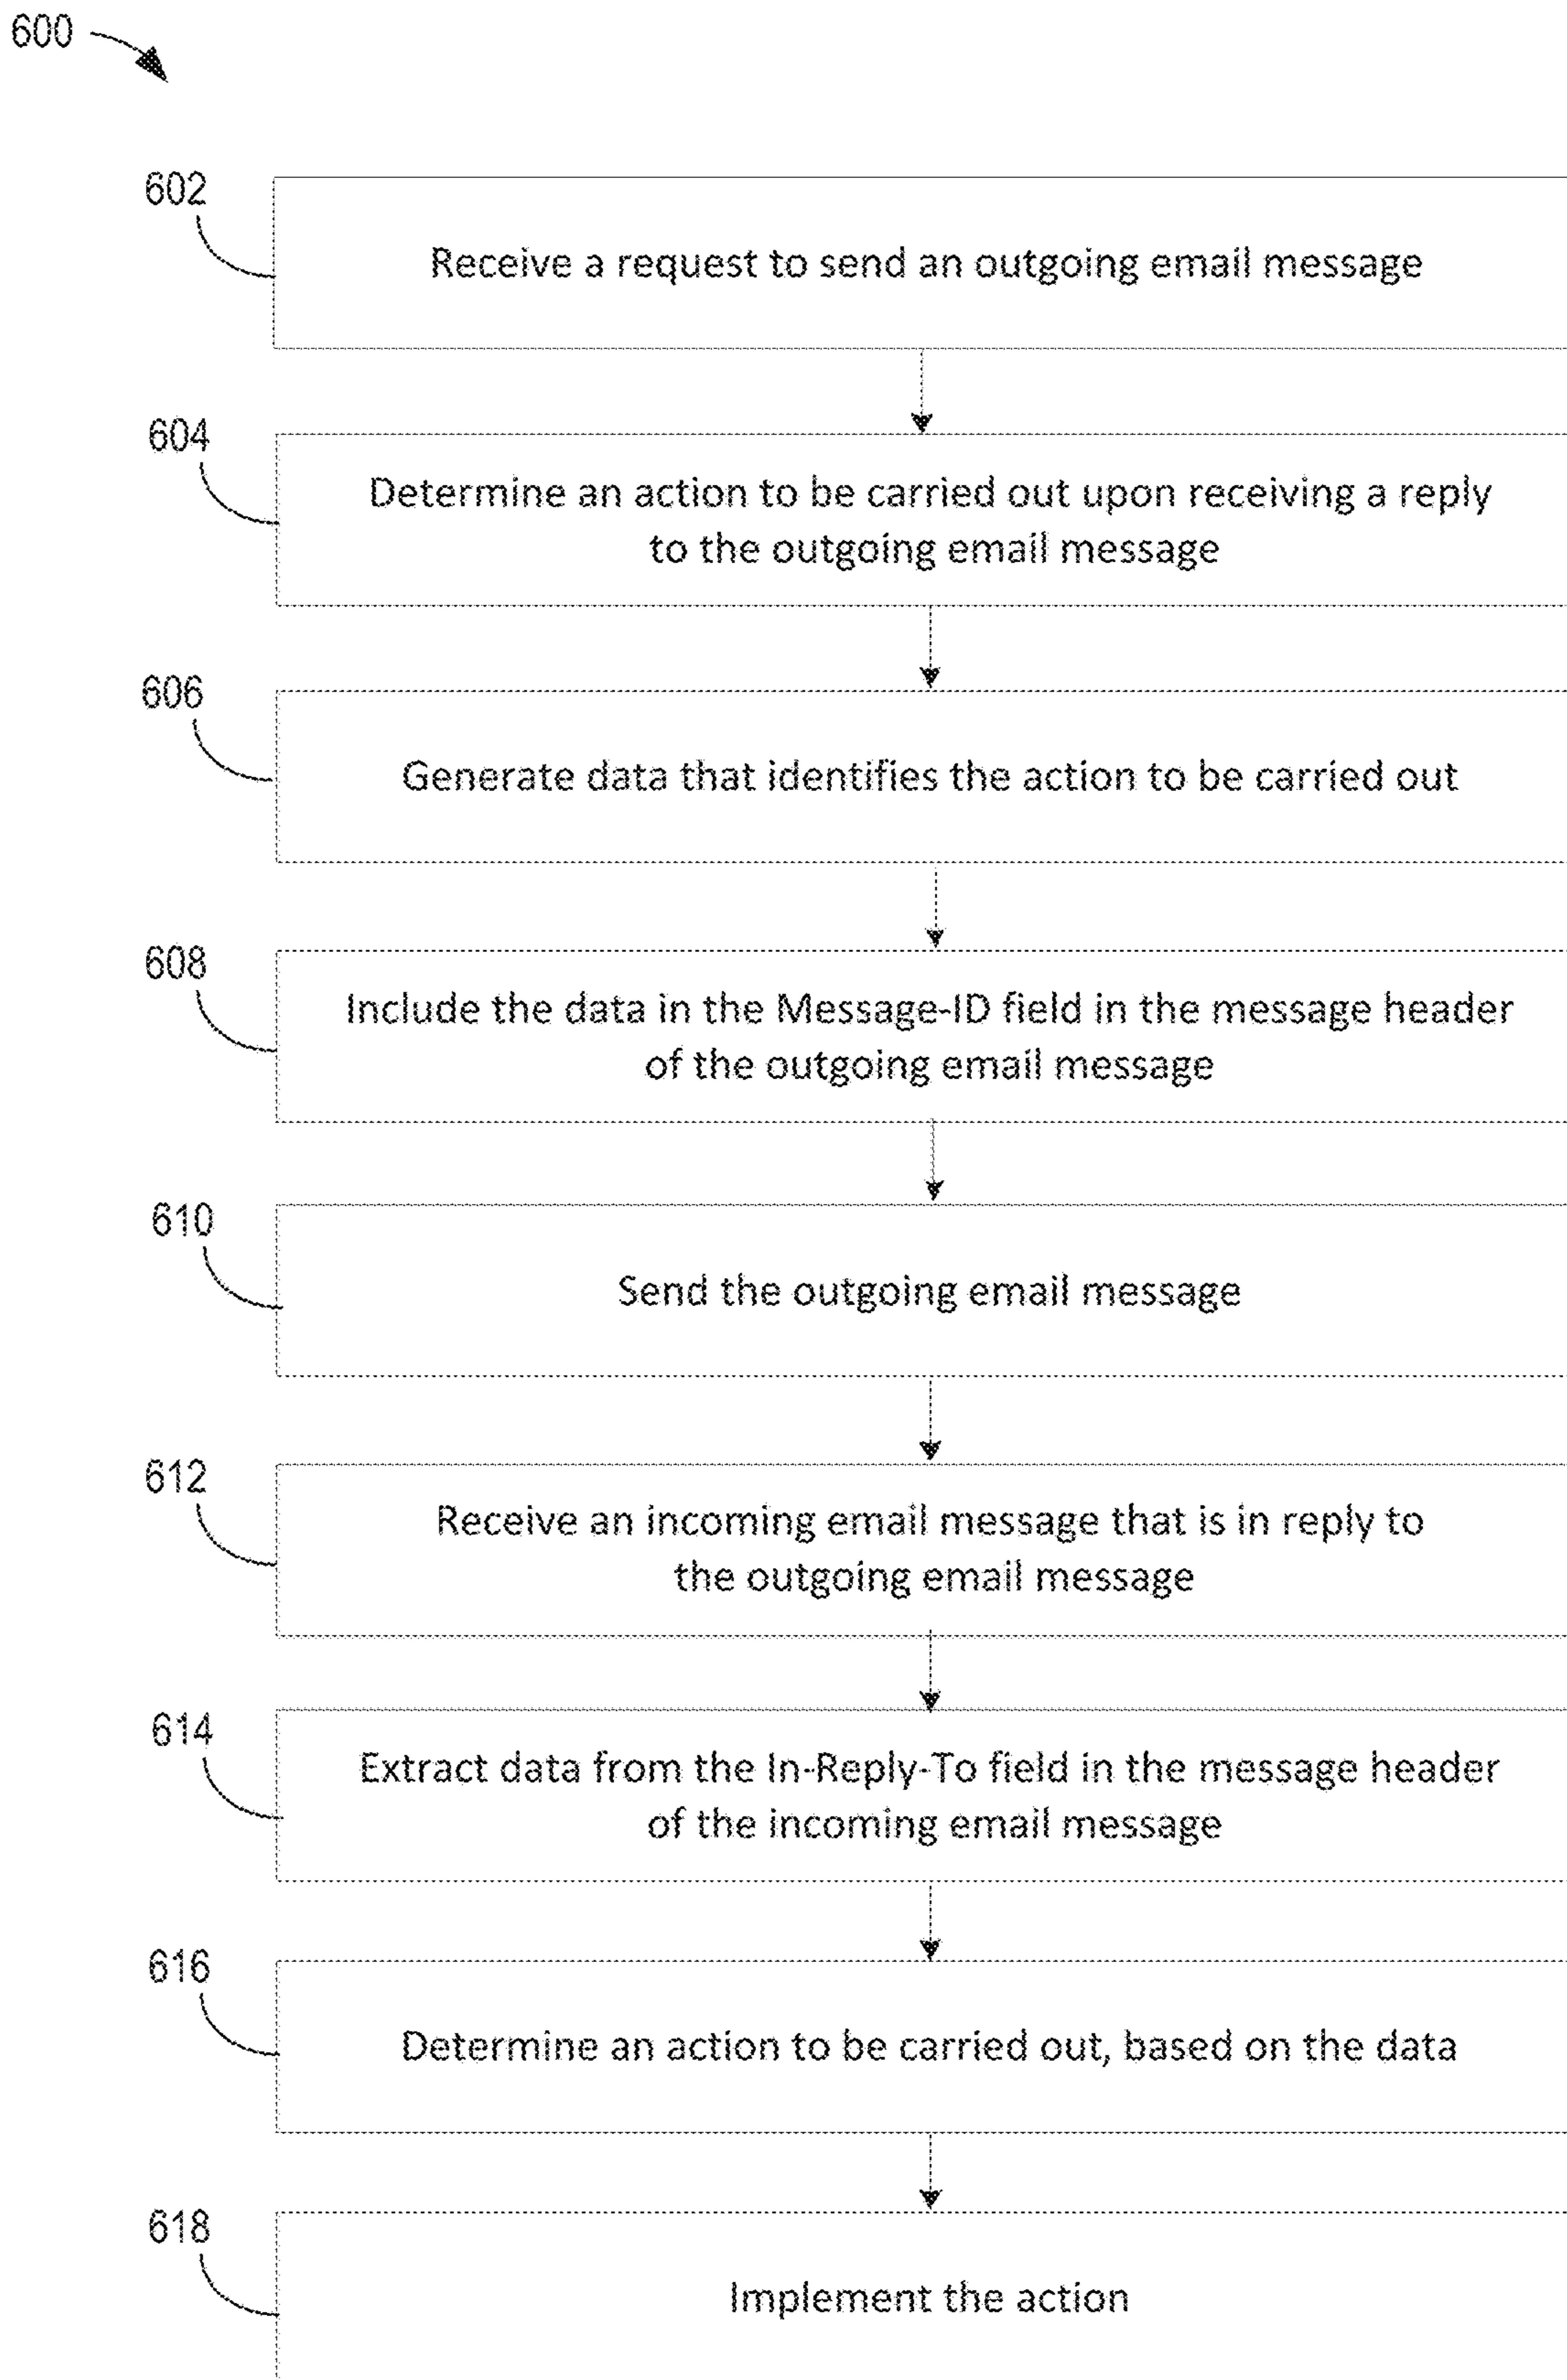 600
602
Receive a request to send an outgoing email message
604
Determine an action to be carried out upon receiving a reply
to the outgoing email message
606
Generate data that identifies the action to be carried out
608
Include the data in the Message-ID field in the message header
of the outgoing email message
610
Send the outgoing email message
612
Receive an incoming email message that is in reply to
the outgoing email message
614
Extract data from the In-Reply-To field in the message header
of the incoming email message
616
Determine an action to be carried out, based on the data
618
Implement the action